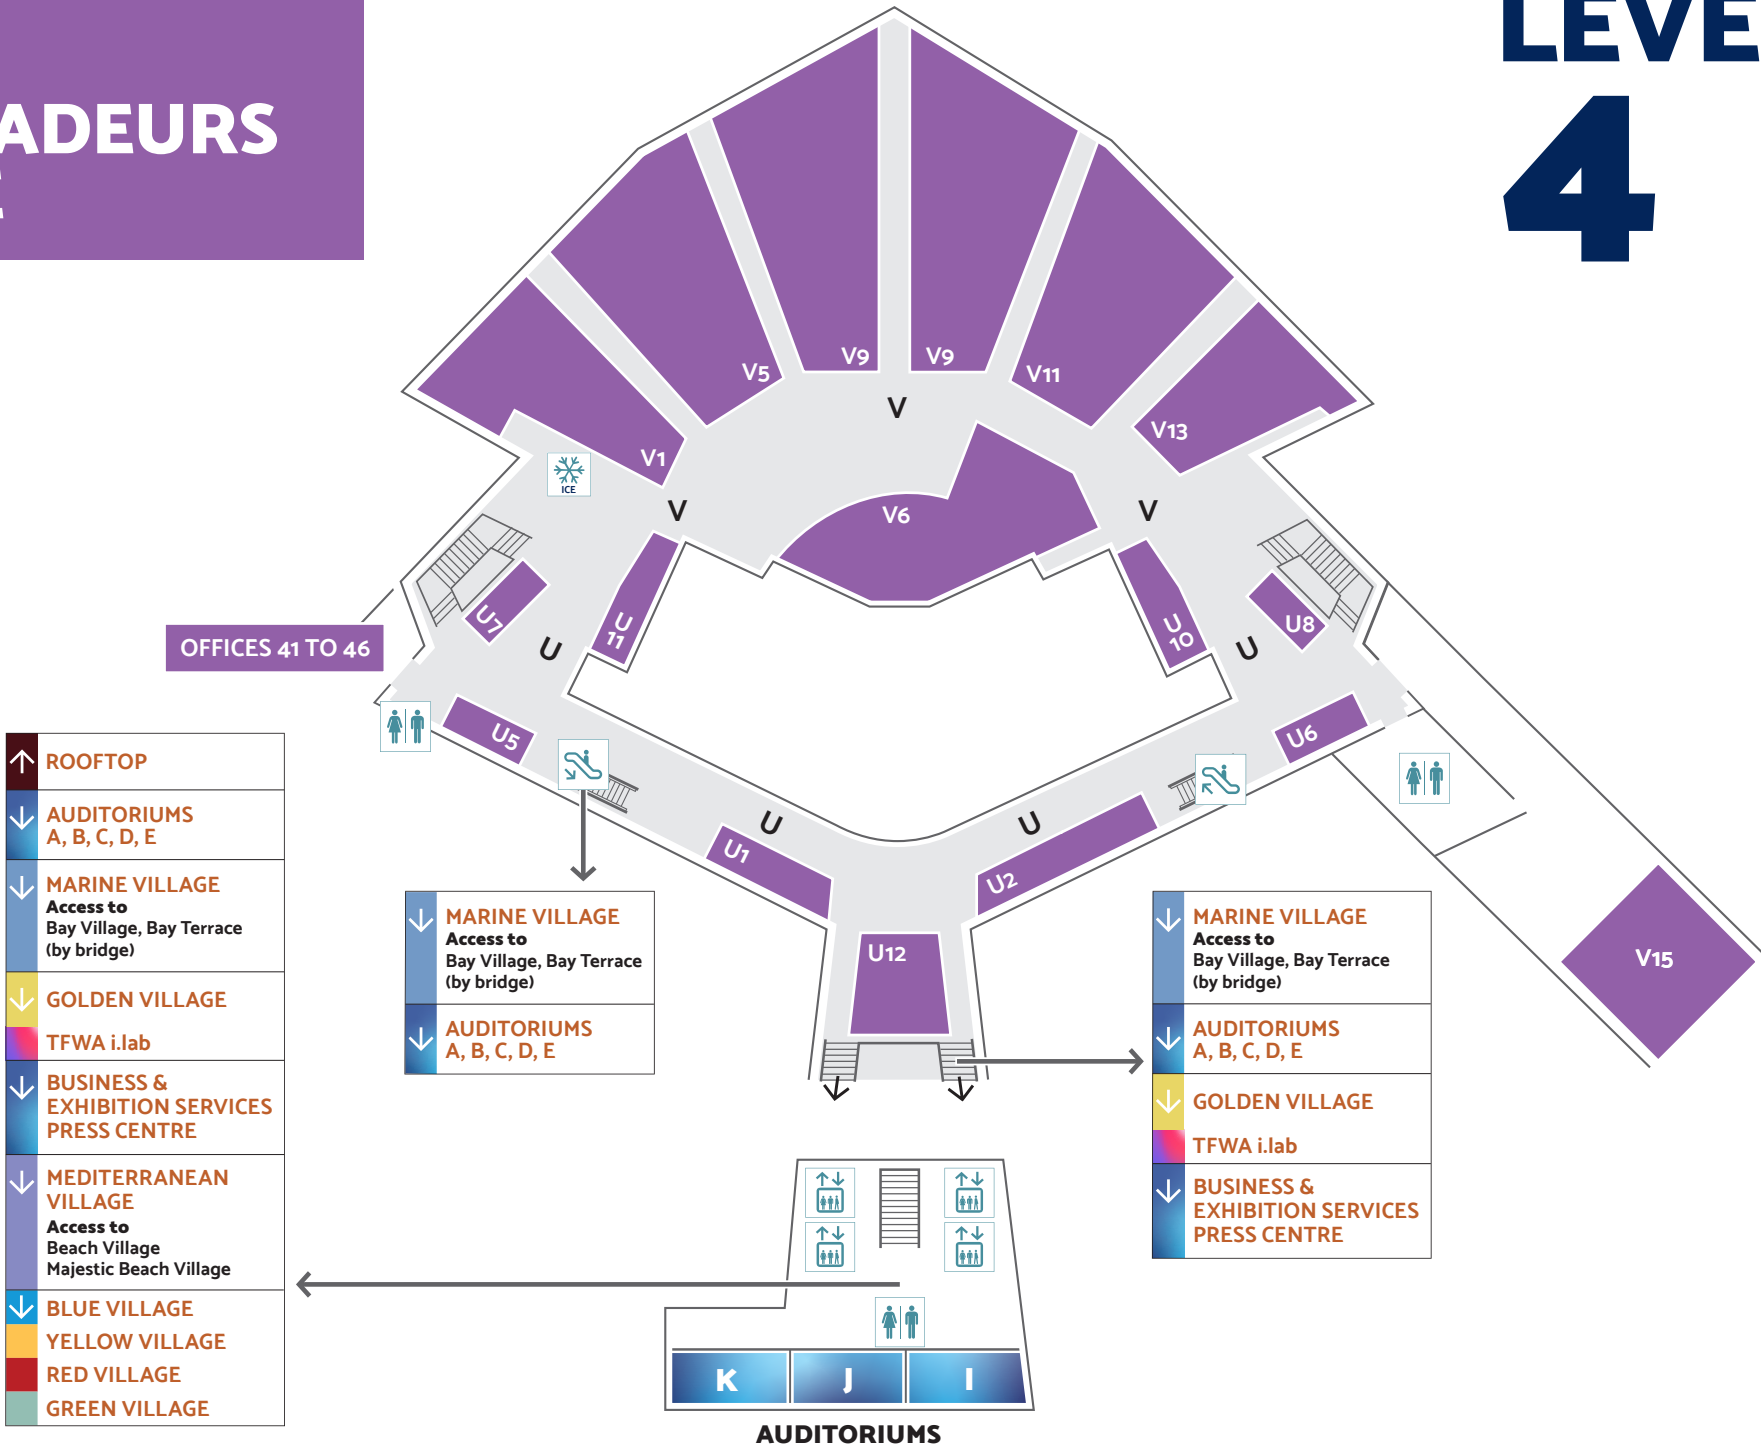 ADEURS
LEVE
4
V5
V9
V9
V11
V
V13
V1
ICE
V
V6
V
U7
U
11
U
10
U8
U
U
OFFICES 41 TO 46
U5
U6
U
U
U1
U2
U12
V15
ROOFTOP
AUDITORIUMS
A, B, C, D, E
MARINE VILLAGE
Access to
Bay Village, Bay Terrace
(by bridge)
GOLDEN VILLAGE
TFWA i.lab
BUSINESS &
EXHIBITION SERVICES
PRESS CENTRE
MEDITERRANEAN
VILLAGE
Access to
Beach Village
Majestic Beach Village
BLUE VILLAGE
YELLOW VILLAGE
RED VILLAGE
GREEN VILLAGE
MARINE VILLAGE
Access to
Bay Village, Bay Terrace
(by bridge)
AUDITORIUMS
A, B, C, D, E
MARINE VILLAGE
Access to
Bay Village, Bay Terrace
(by bridge)
AUDITORIUMS
A, B, C, D, E
GOLDEN VILLAGE
TFWA i.lab
BUSINESS &
EXHIBITION SERVICES
PRESS CENTRE
K
J
I
AUDITORIUMS